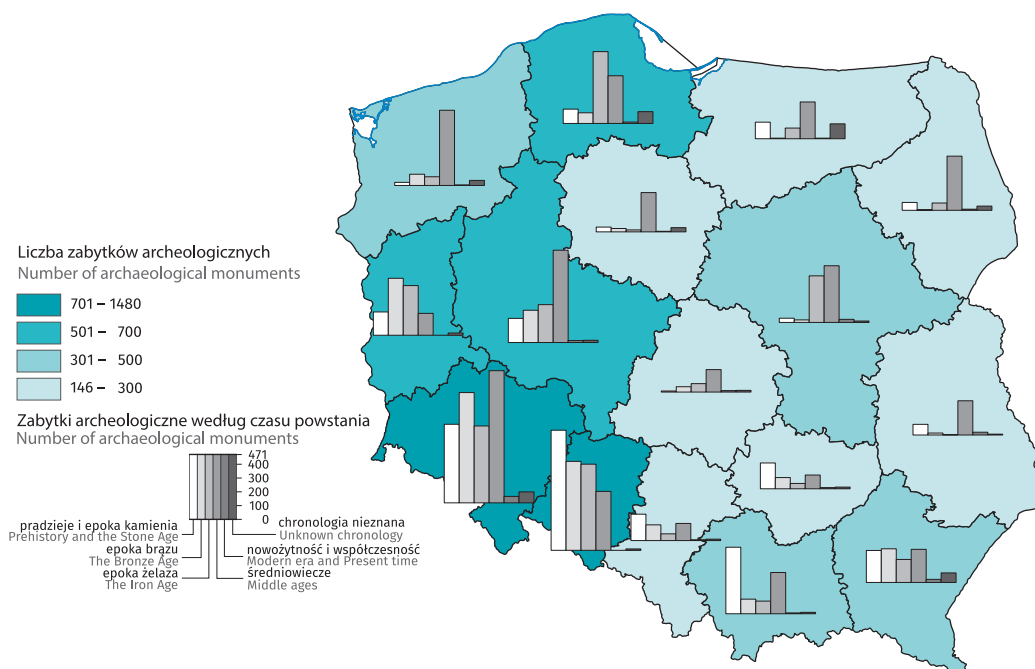 Liczba zabytków archeologicznych
Number of archaeological monuments
701 – 1480
501 – 700
301 – 500
146 – 300
Zabytki archeologiczne według czasu powstania
Number of archaeological monuments
471
400
300
200
100
0
pradzieje i epoka kamienia
Prehistory and the Stone Age
epoka brązu
The Bronze Age
epoka żelaza
The Iron Age
chronologia nieznana
Unknown chronology
nowożytność i współczesność
Modern era and Present time
średniowiecze
Middle ages